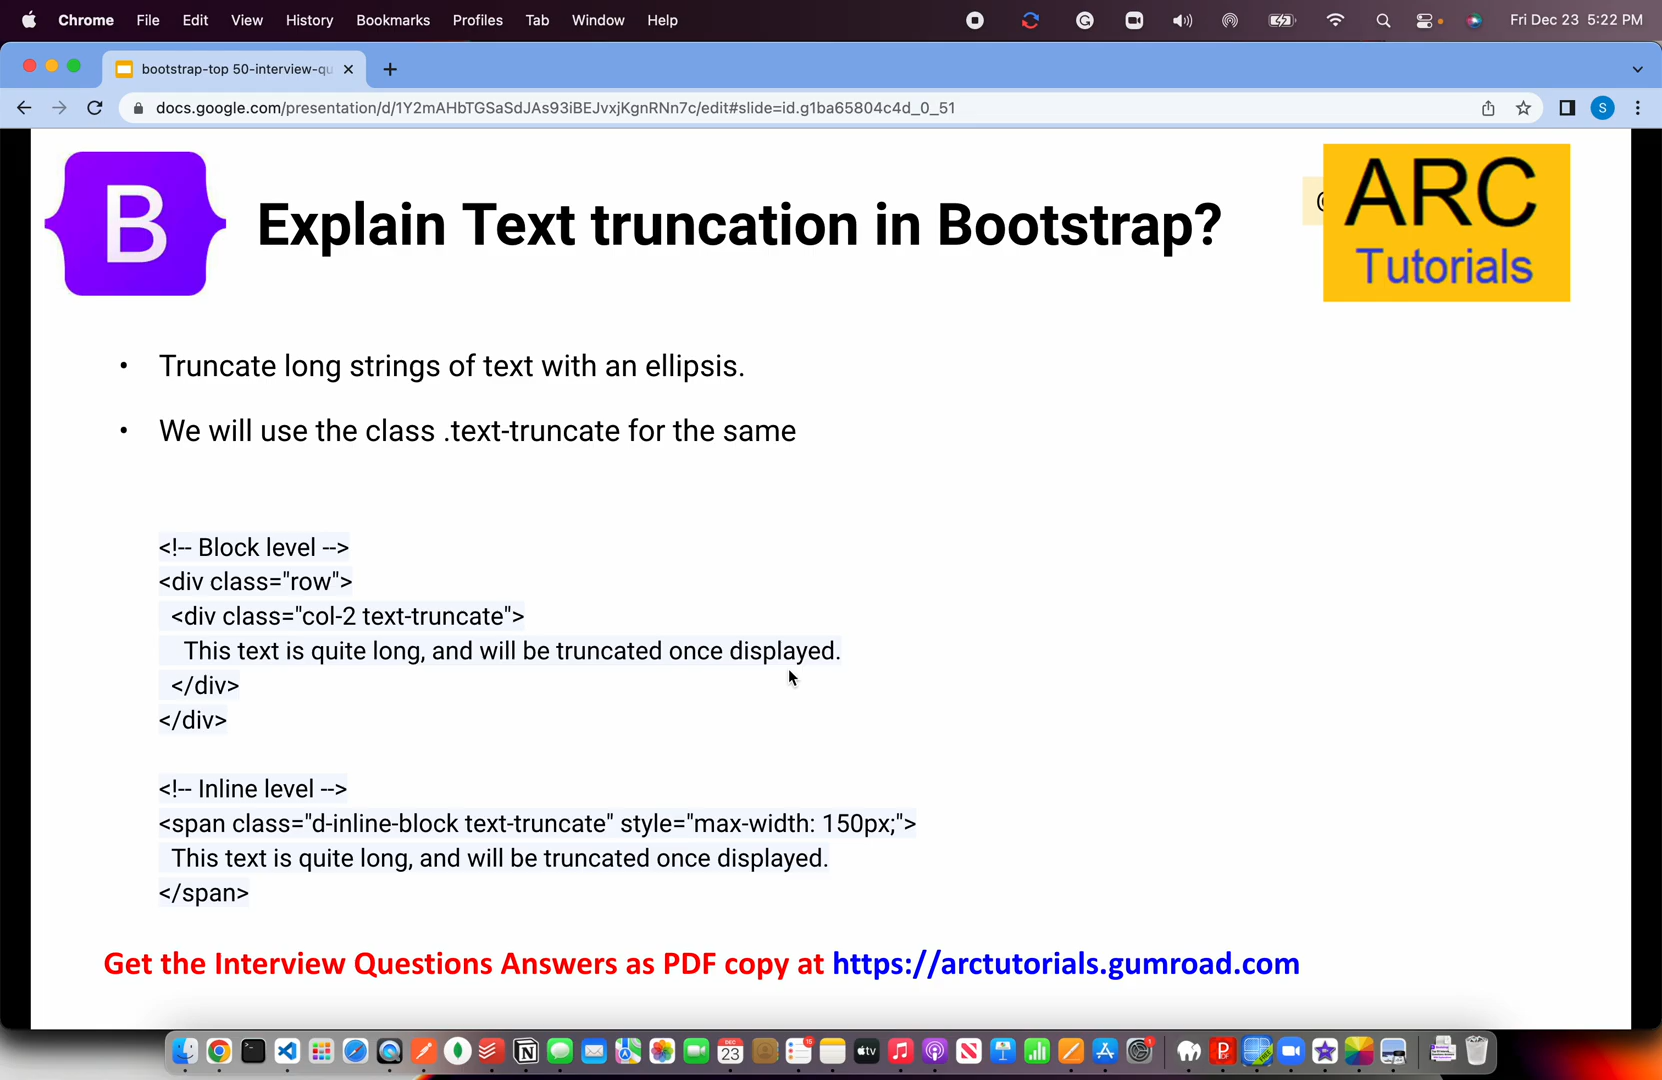 Chrome File Edit View History Bookmarks Profiles Tab Window Help Fri Dec 23 5:22 PM
bootstrap-top 50-interview-qu
docs.google.com/presentation/d/1Y2mAHbTGSaSdJAs93iBEJvxjKgnRNn7c/edit#slide=id.g1ba65804c4d_0_51
S
B
Explain Text truncation in Bootstrap?
ARC
Tutorials
• Truncate long strings of text with an ellipsis.
• We will use the class .text-truncate for the same
<!-- Block level -->
<div class="row">
<div class="col-2 text-truncate">
This text is quite long, and will be truncated once displayed.
</div>
</div>
<!-- Inline level -->
<span class="d-inline-block text-truncate" style="max-width: 150px;">
This text is quite long, and will be truncated once displayed.
</span>
Get the Interview Questions Answers as PDF copy at https://arctutorials.gumroad.com
DEC
23
tv